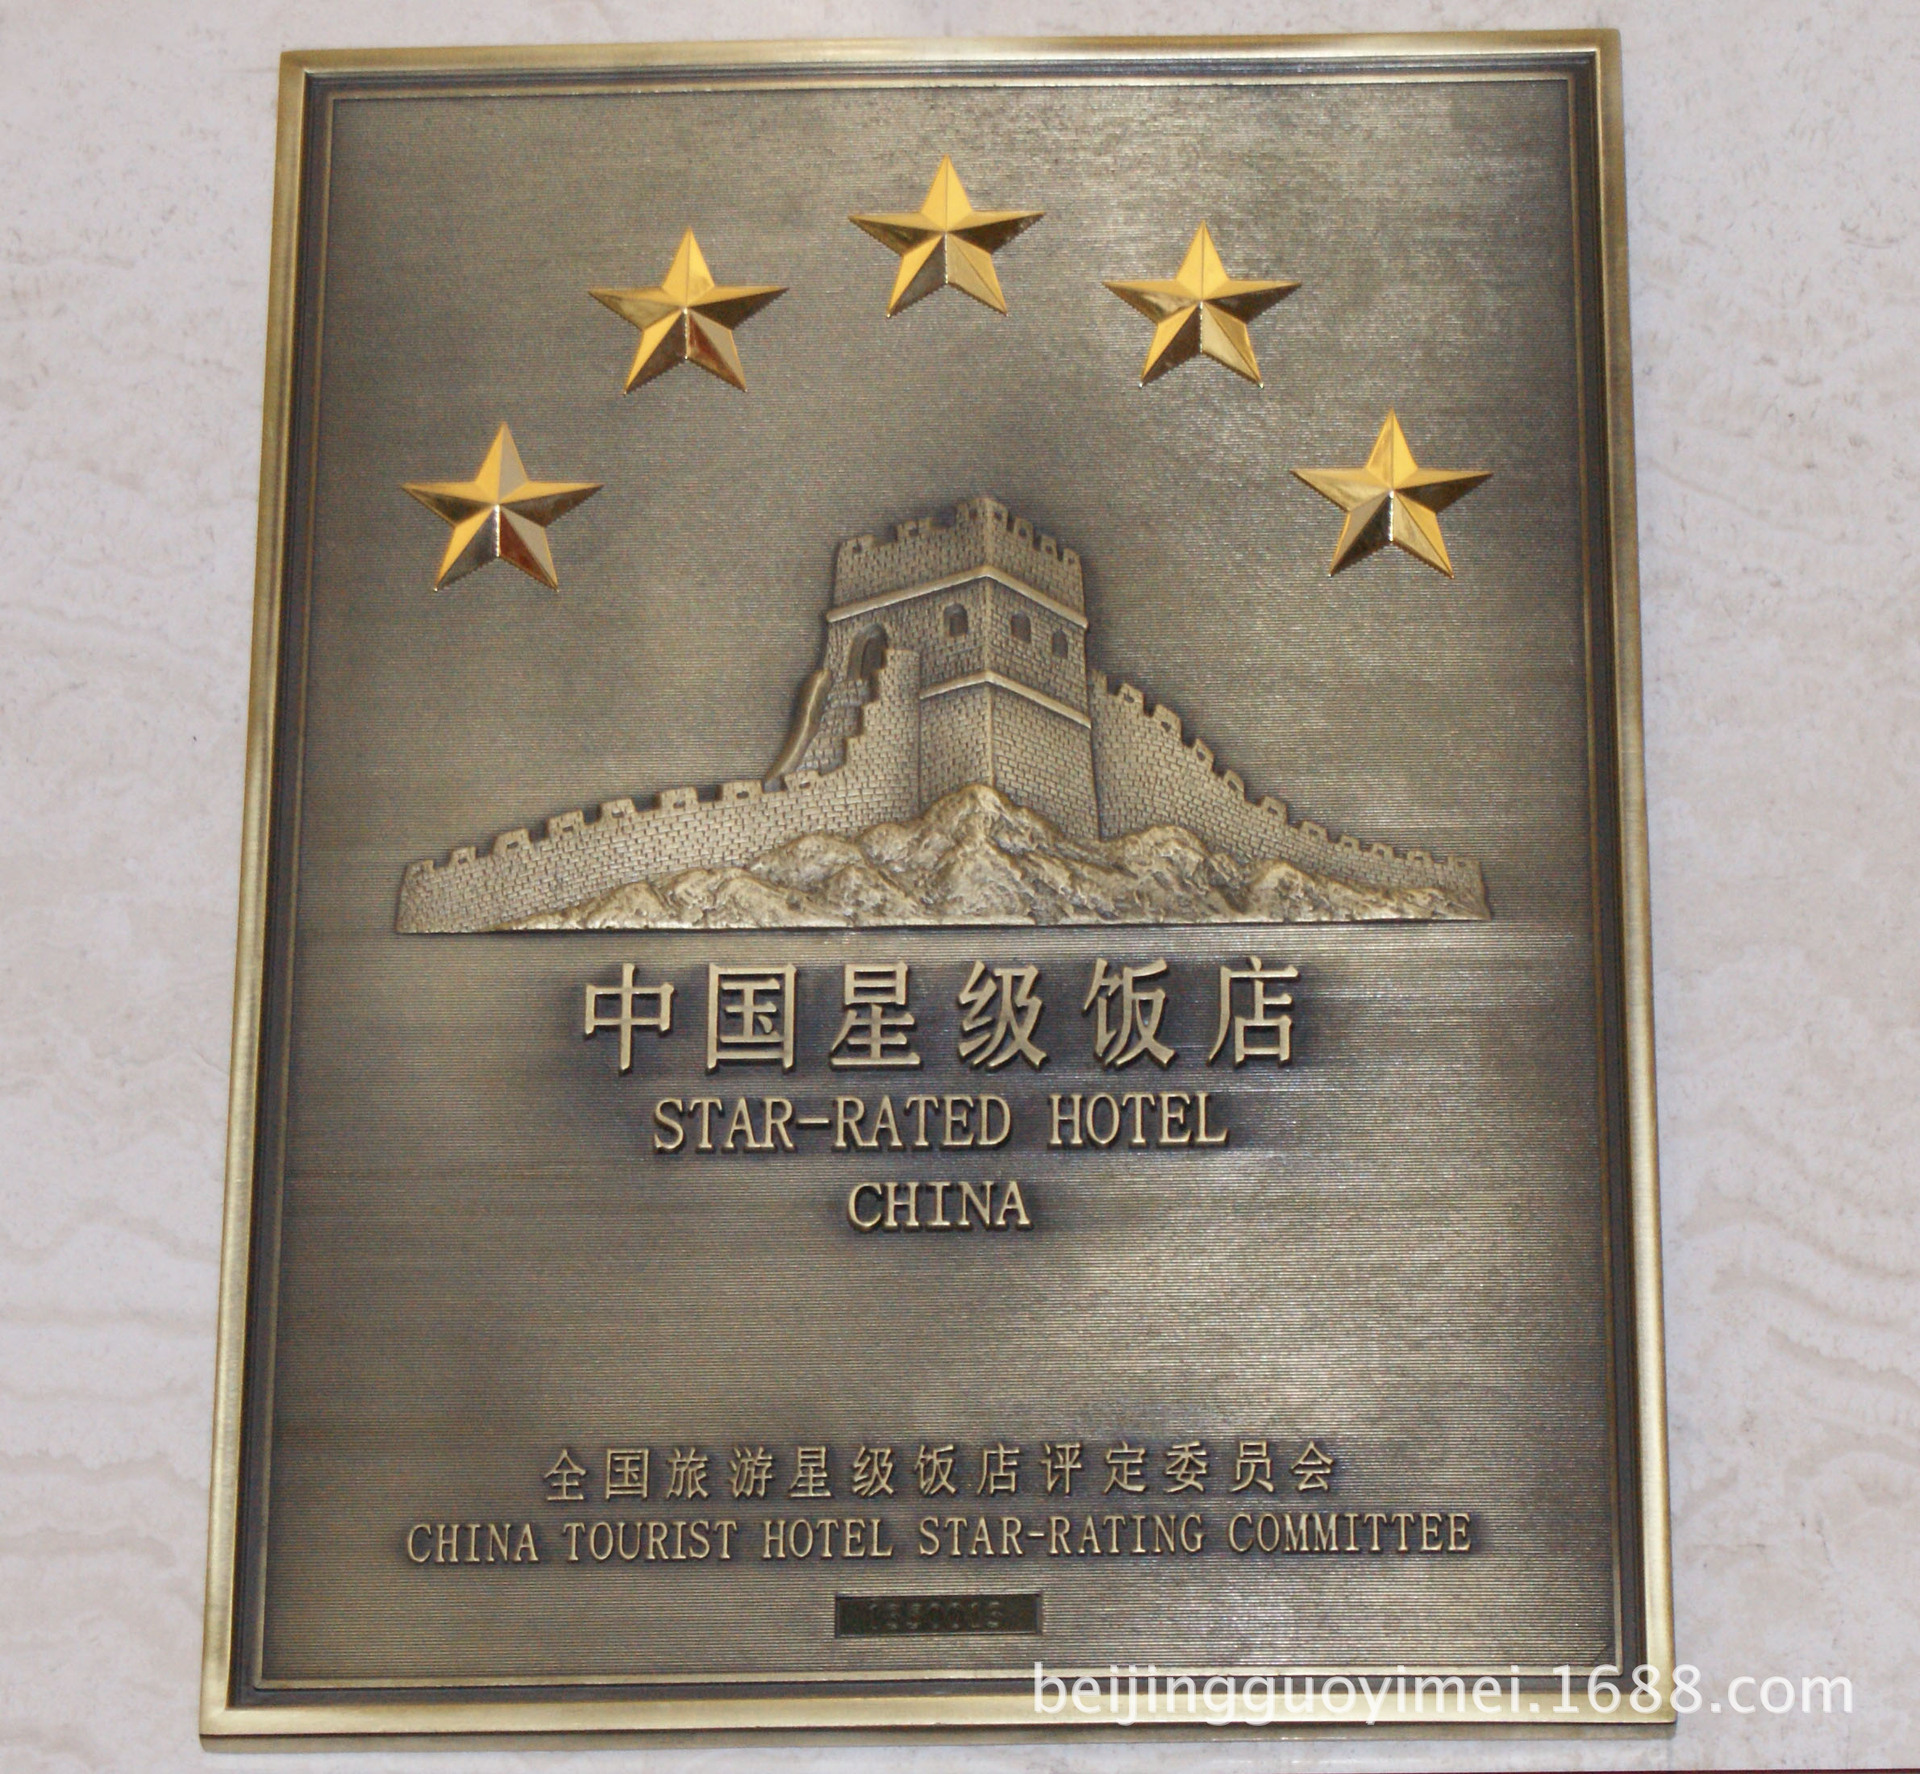 中国星级饭店
STAR-RATED HOTEL
CHINA
全国旅游星级饭店评定委员会
CHINA TOURIST HOTEL STAR-RATING COMMITTEE
beijingguoyimei.1688.com